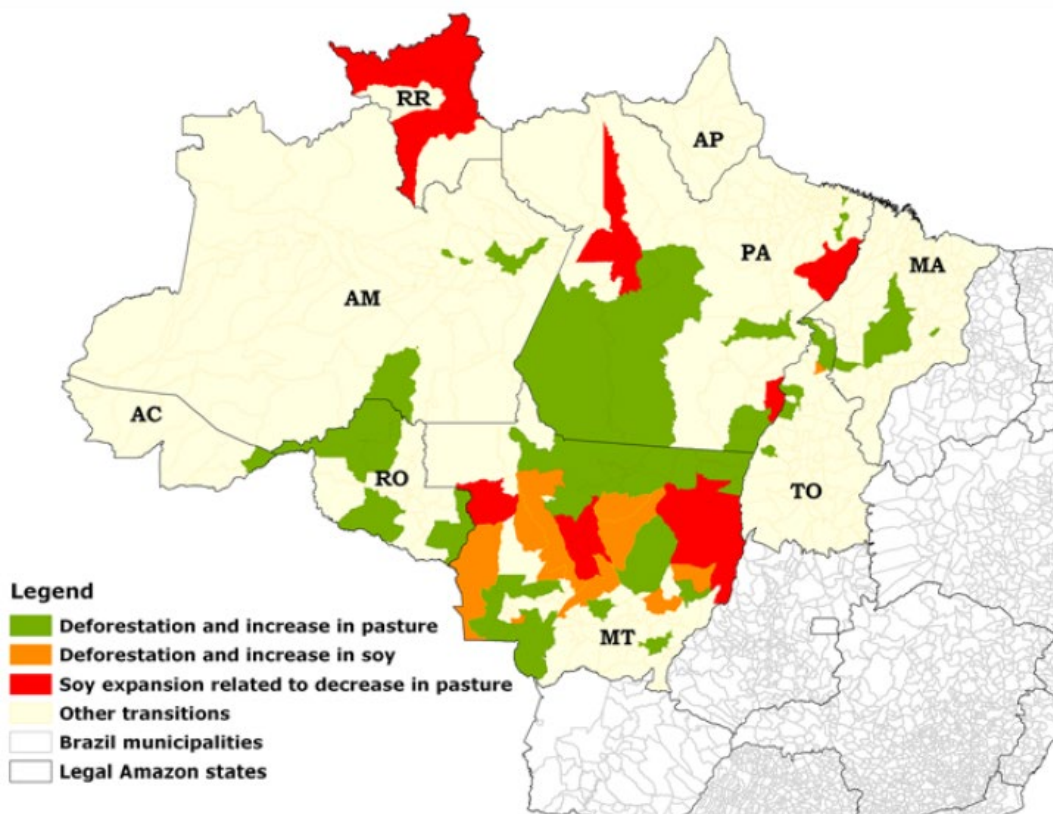 RR
AP
PA
MA
AM
AC
RO
TO
MT
Legend
Deforestation and increase in pasture
Deforestation and increase in soy
Soy expansion related to decrease in pasture
Other transitions
Brazil municipalities
Legal Amazon states